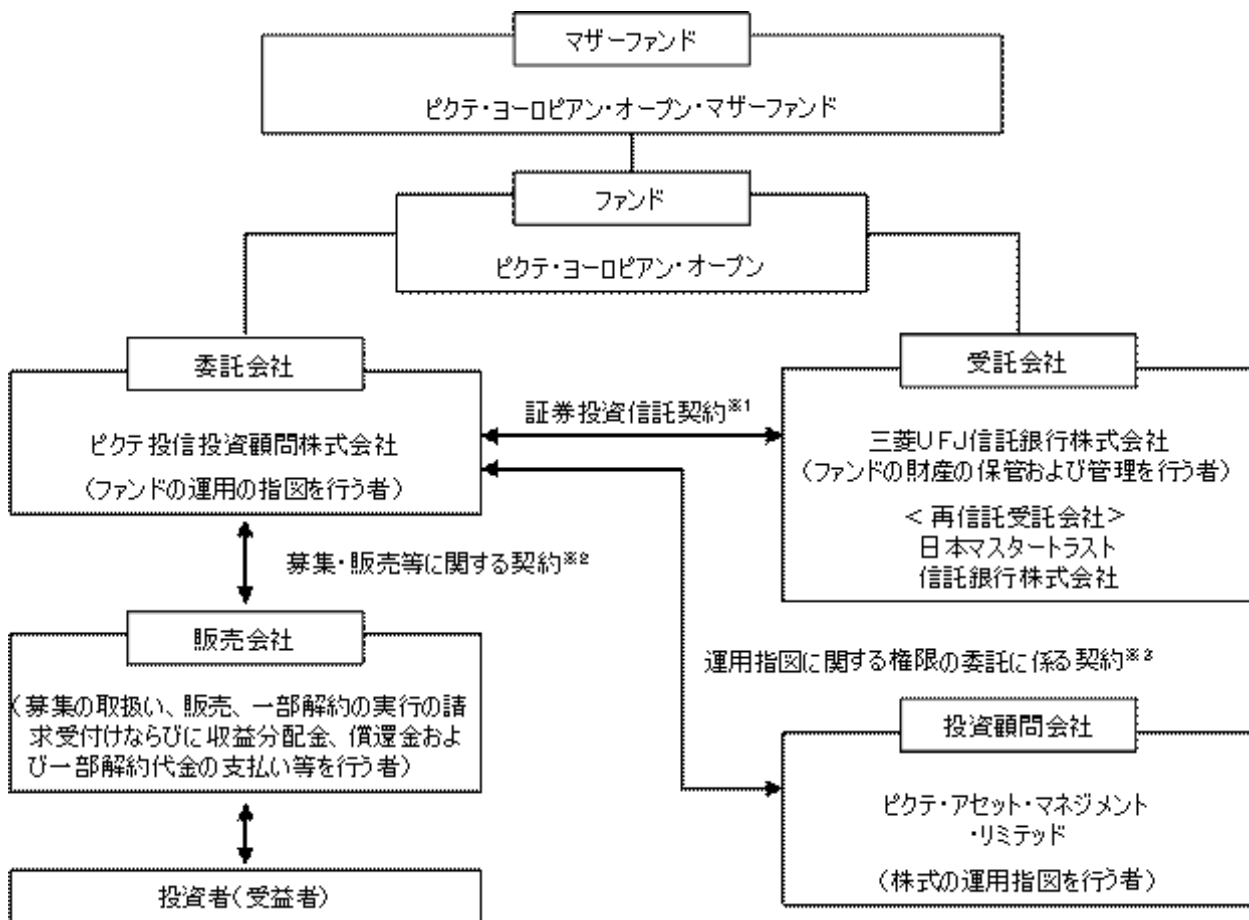 マザーファンド
ピクテ・ヨーロピアン・オープン・マザーファンド
ファンド
ピクテ・ヨーロピアン・オープン
委託会社
ピクテ投信投資顧問株式会社
(ファンドの運用の指図を行う者)
証券投資信託契約※1
受託会社
三菱UFJ信託銀行株式会社
(ファンドの財産の保管および管理を行う者)
<再信託受託会社>
日本マスタートラスト
信託銀行株式会社
募集・販売等に関する契約※2
販売会社
(募集の取扱い、販売、一部解約の実行の請
求受付けならびに収益分配金、償還金およ
び一部解約代金の支払い等を行う者)
運用指図に関する権限の委託に係る契約※3
投資顧問会社
ピクテ・アセット・マネジメント
・リミテッド
(株式の運用指図を行う者)
投資者(受益者)